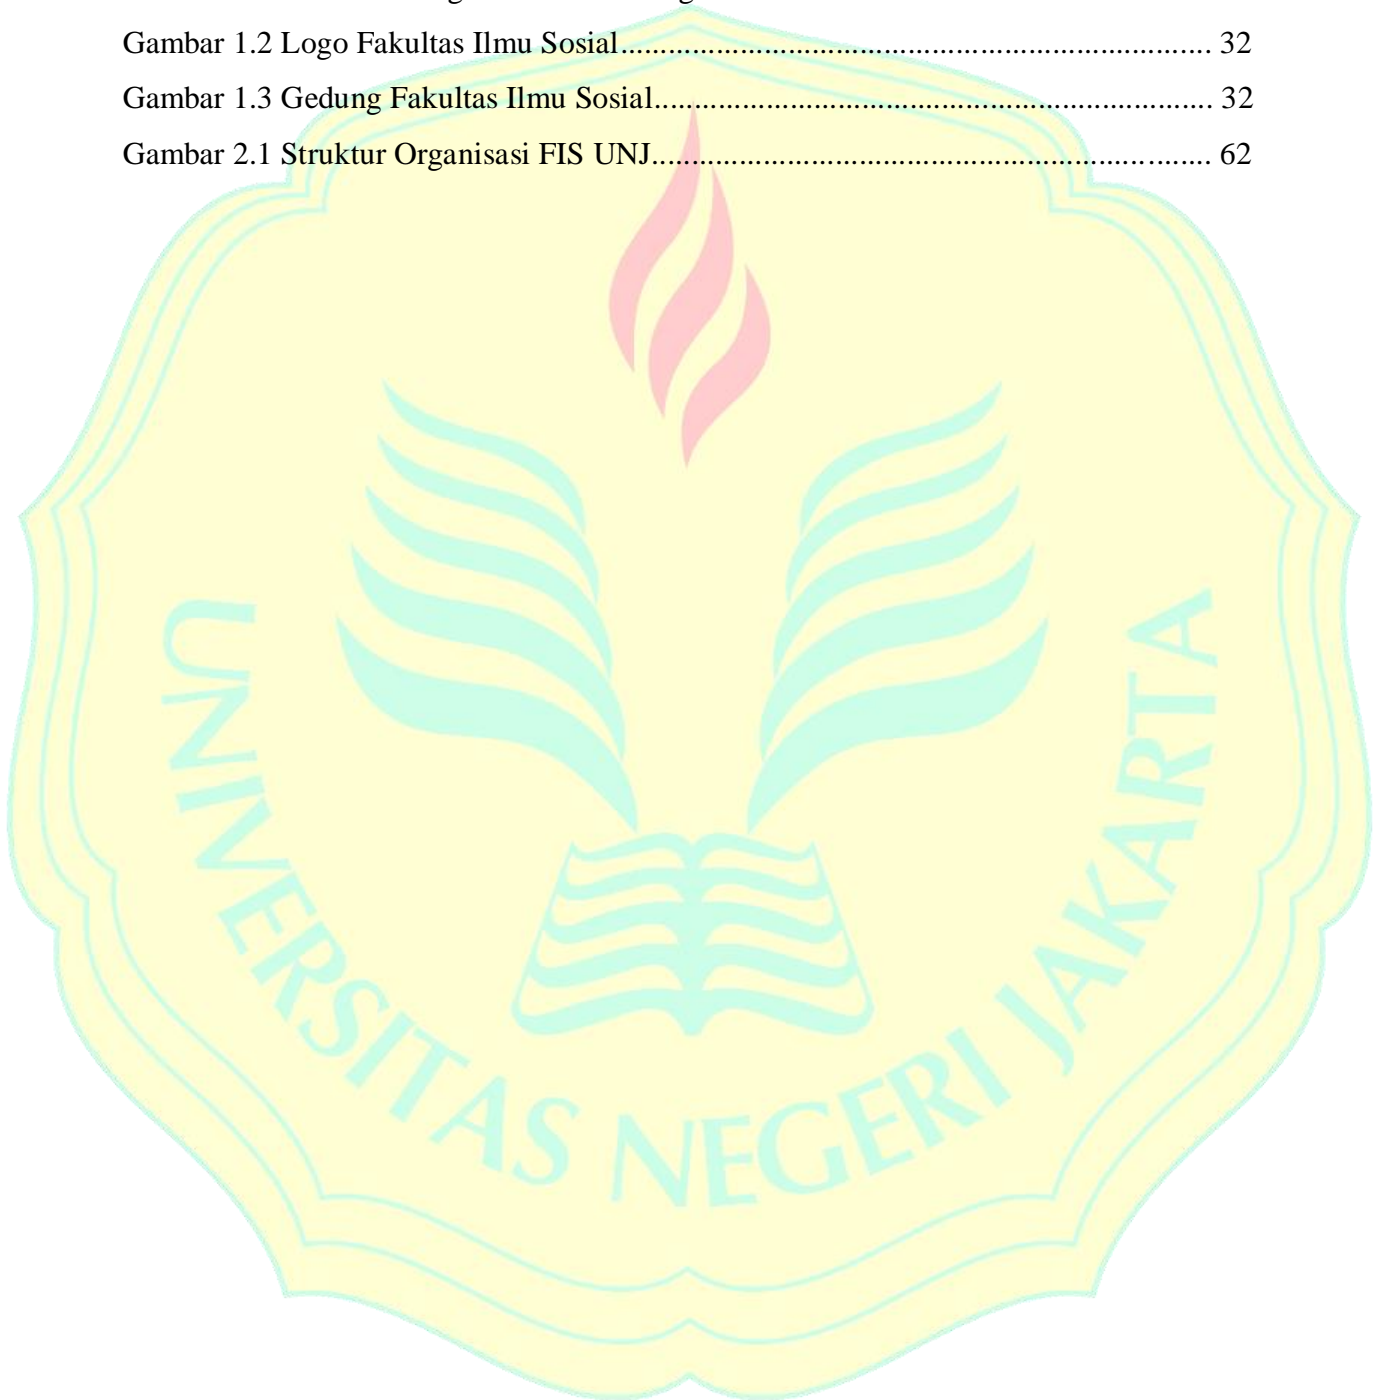 Gambar 1.2 Logo Fakultas Ilmu Sosial....................................................................... 32
Gambar 1.3 Gedung Fakultas Ilmu Sosial................................................................... 32
Gambar 2.1 Struktur Organisasi FIS UNJ................................................................... 62
UNIVERSITAS NEGERI JAKARTA